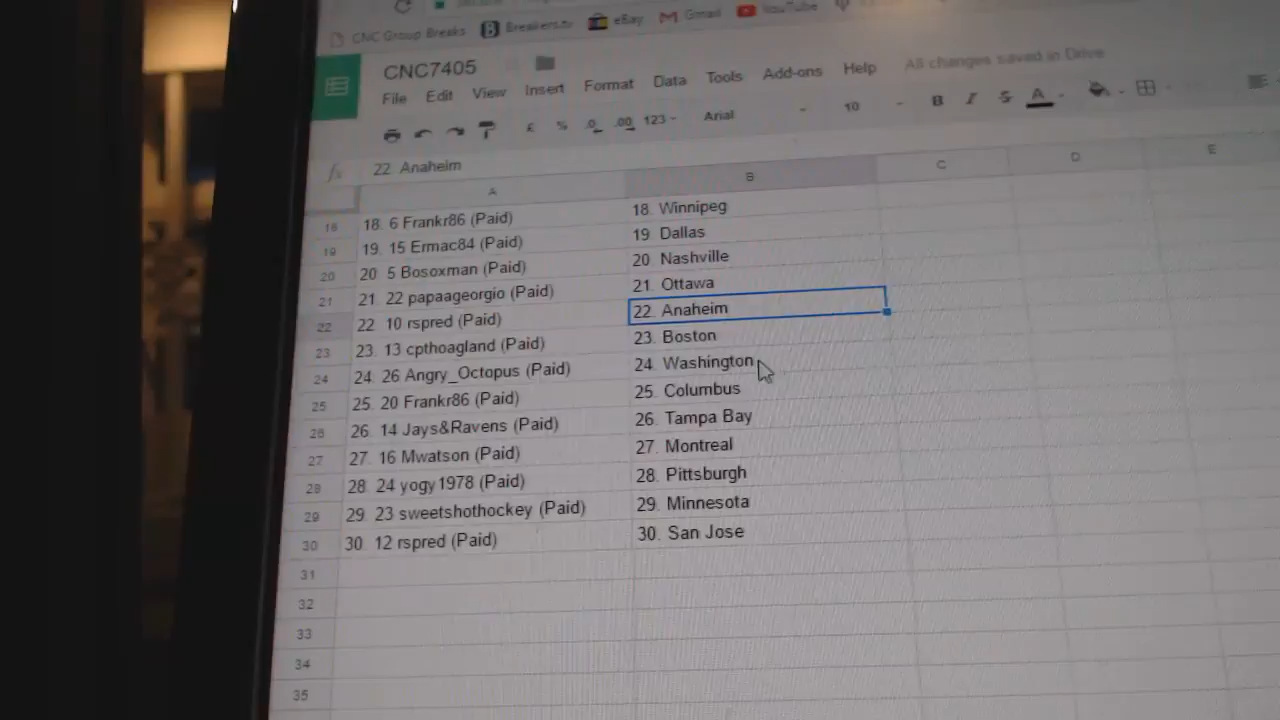 CNC Group Breaks Breakers.tv eBay Gmail YouTube
CNC7405
File Edit View Insert Format Data Tools Add-ons Help All changes saved in Drive
£ % .0 .00 123 Arial 10 B I S A
fx 22 Anaheim
A B C D E
18 18. 6 Frankr86 (Paid) 18. Winnipeg
19 19. 15 Ermac84 (Paid) 19 Dallas
20 20 5 Bosoxman (Paid) 20. Nashville
21 21. 22 papaageorgio (Paid) 21. Ottawa
22 22. 10 rspred (Paid) 22. Anaheim
23 23. 13 cpthoagland (Paid) 23. Boston
24 24. 26 Angry_Octopus (Paid) 24. Washington
25 25. 20 Frankr86 (Paid) 25. Columbus
26 26. 14 Jays&Ravens (Paid) 26. Tampa Bay
27 27. 16 Mwatson (Paid) 27. Montreal
28 28. 24 yogy1978 (Paid) 28. Pittsburgh
29 29. 23 sweetshothockey (Paid) 29. Minnesota
30 30. 12 rspred (Paid) 30. San Jose
31
32
33
34
35